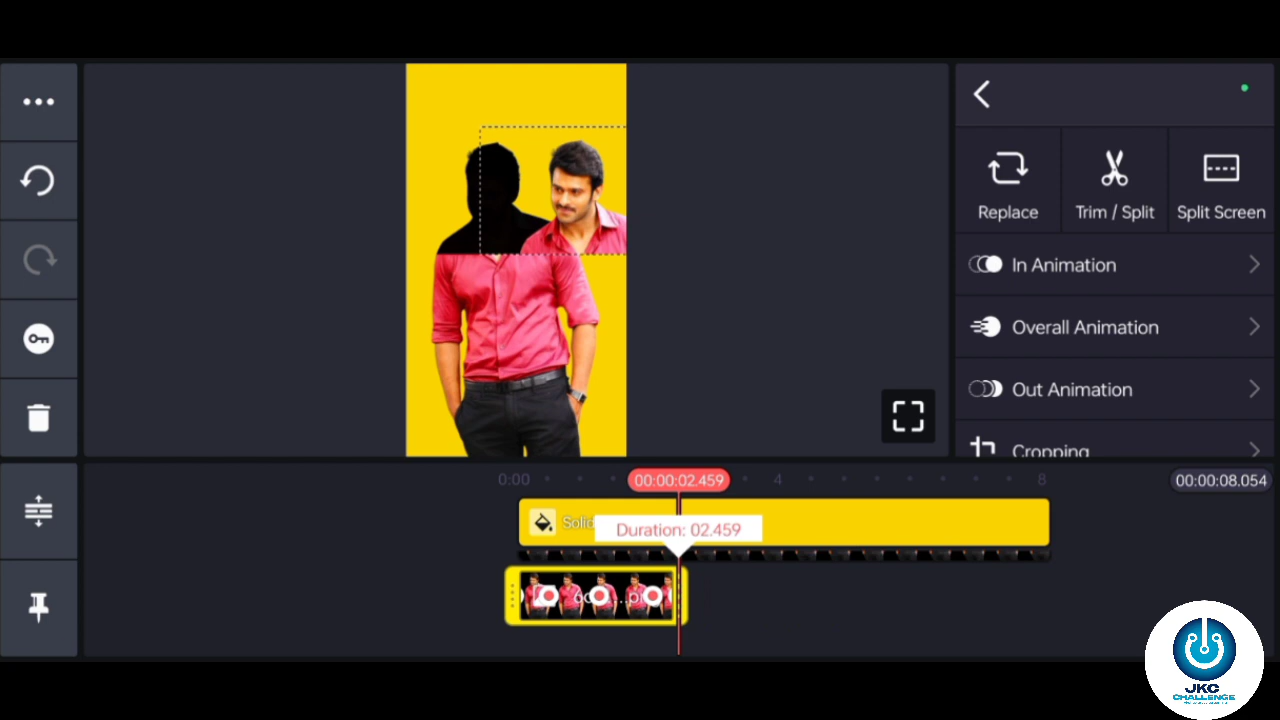 Replace
Trim / Split
Split Screen
In Animation
Overall Animation
Out Animation
Cropping
0:00
00:00:02.459
4
8
00:00:08.054
Solid
Duration: 02.459
JKC
CHALLENGE